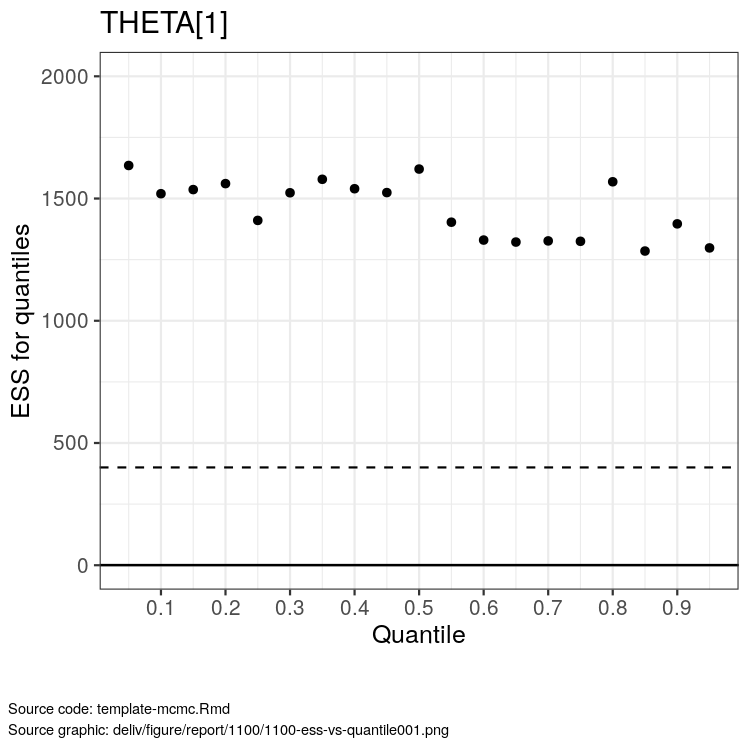 THETA[1]
2000
1500
1000
500
0
ESS for quantiles
0.1 0.2 0.3 0.4 0.5 0.6 0.7 0.8 0.9
Quantile
Source code: template-mcmc.Rmd
Source graphic: deliv/figure/report/1100/1100-ess-vs-quantile001.png